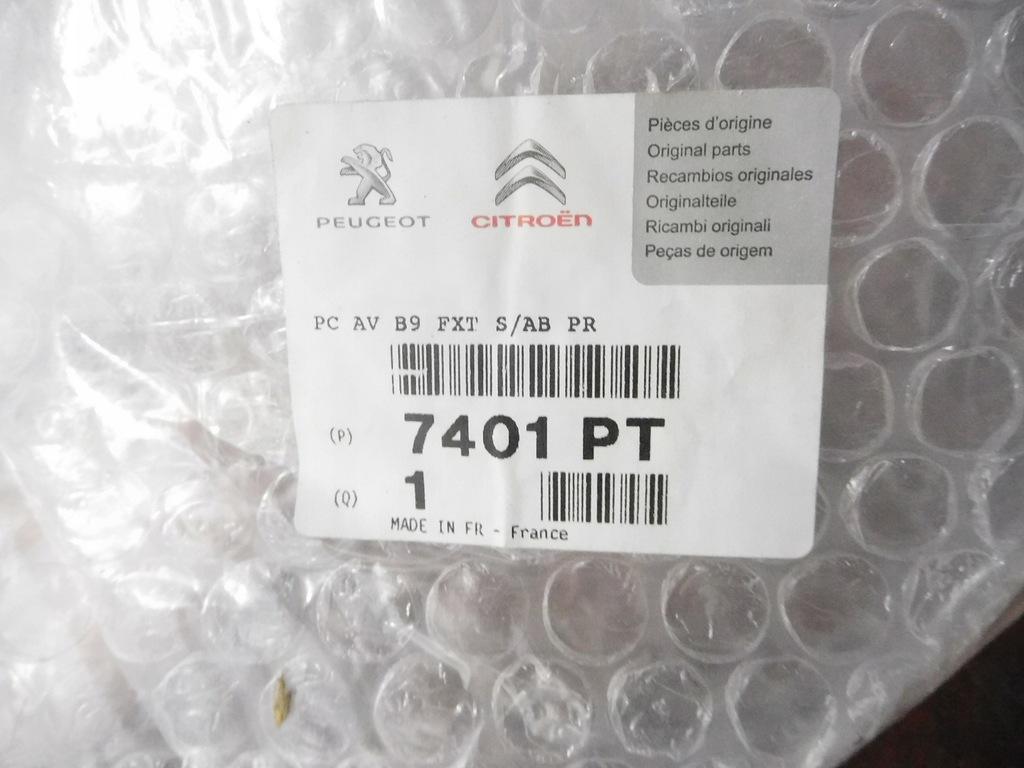 PEUGEOT
CITROËN
Pièces d'origine
Original parts
Recambios originales
Originalteile
Ricambi originali
Peças de origem
PC AV B9 FXT S/AB PR
(P) 7401 PT
(Q) 1
MADE IN FR - France